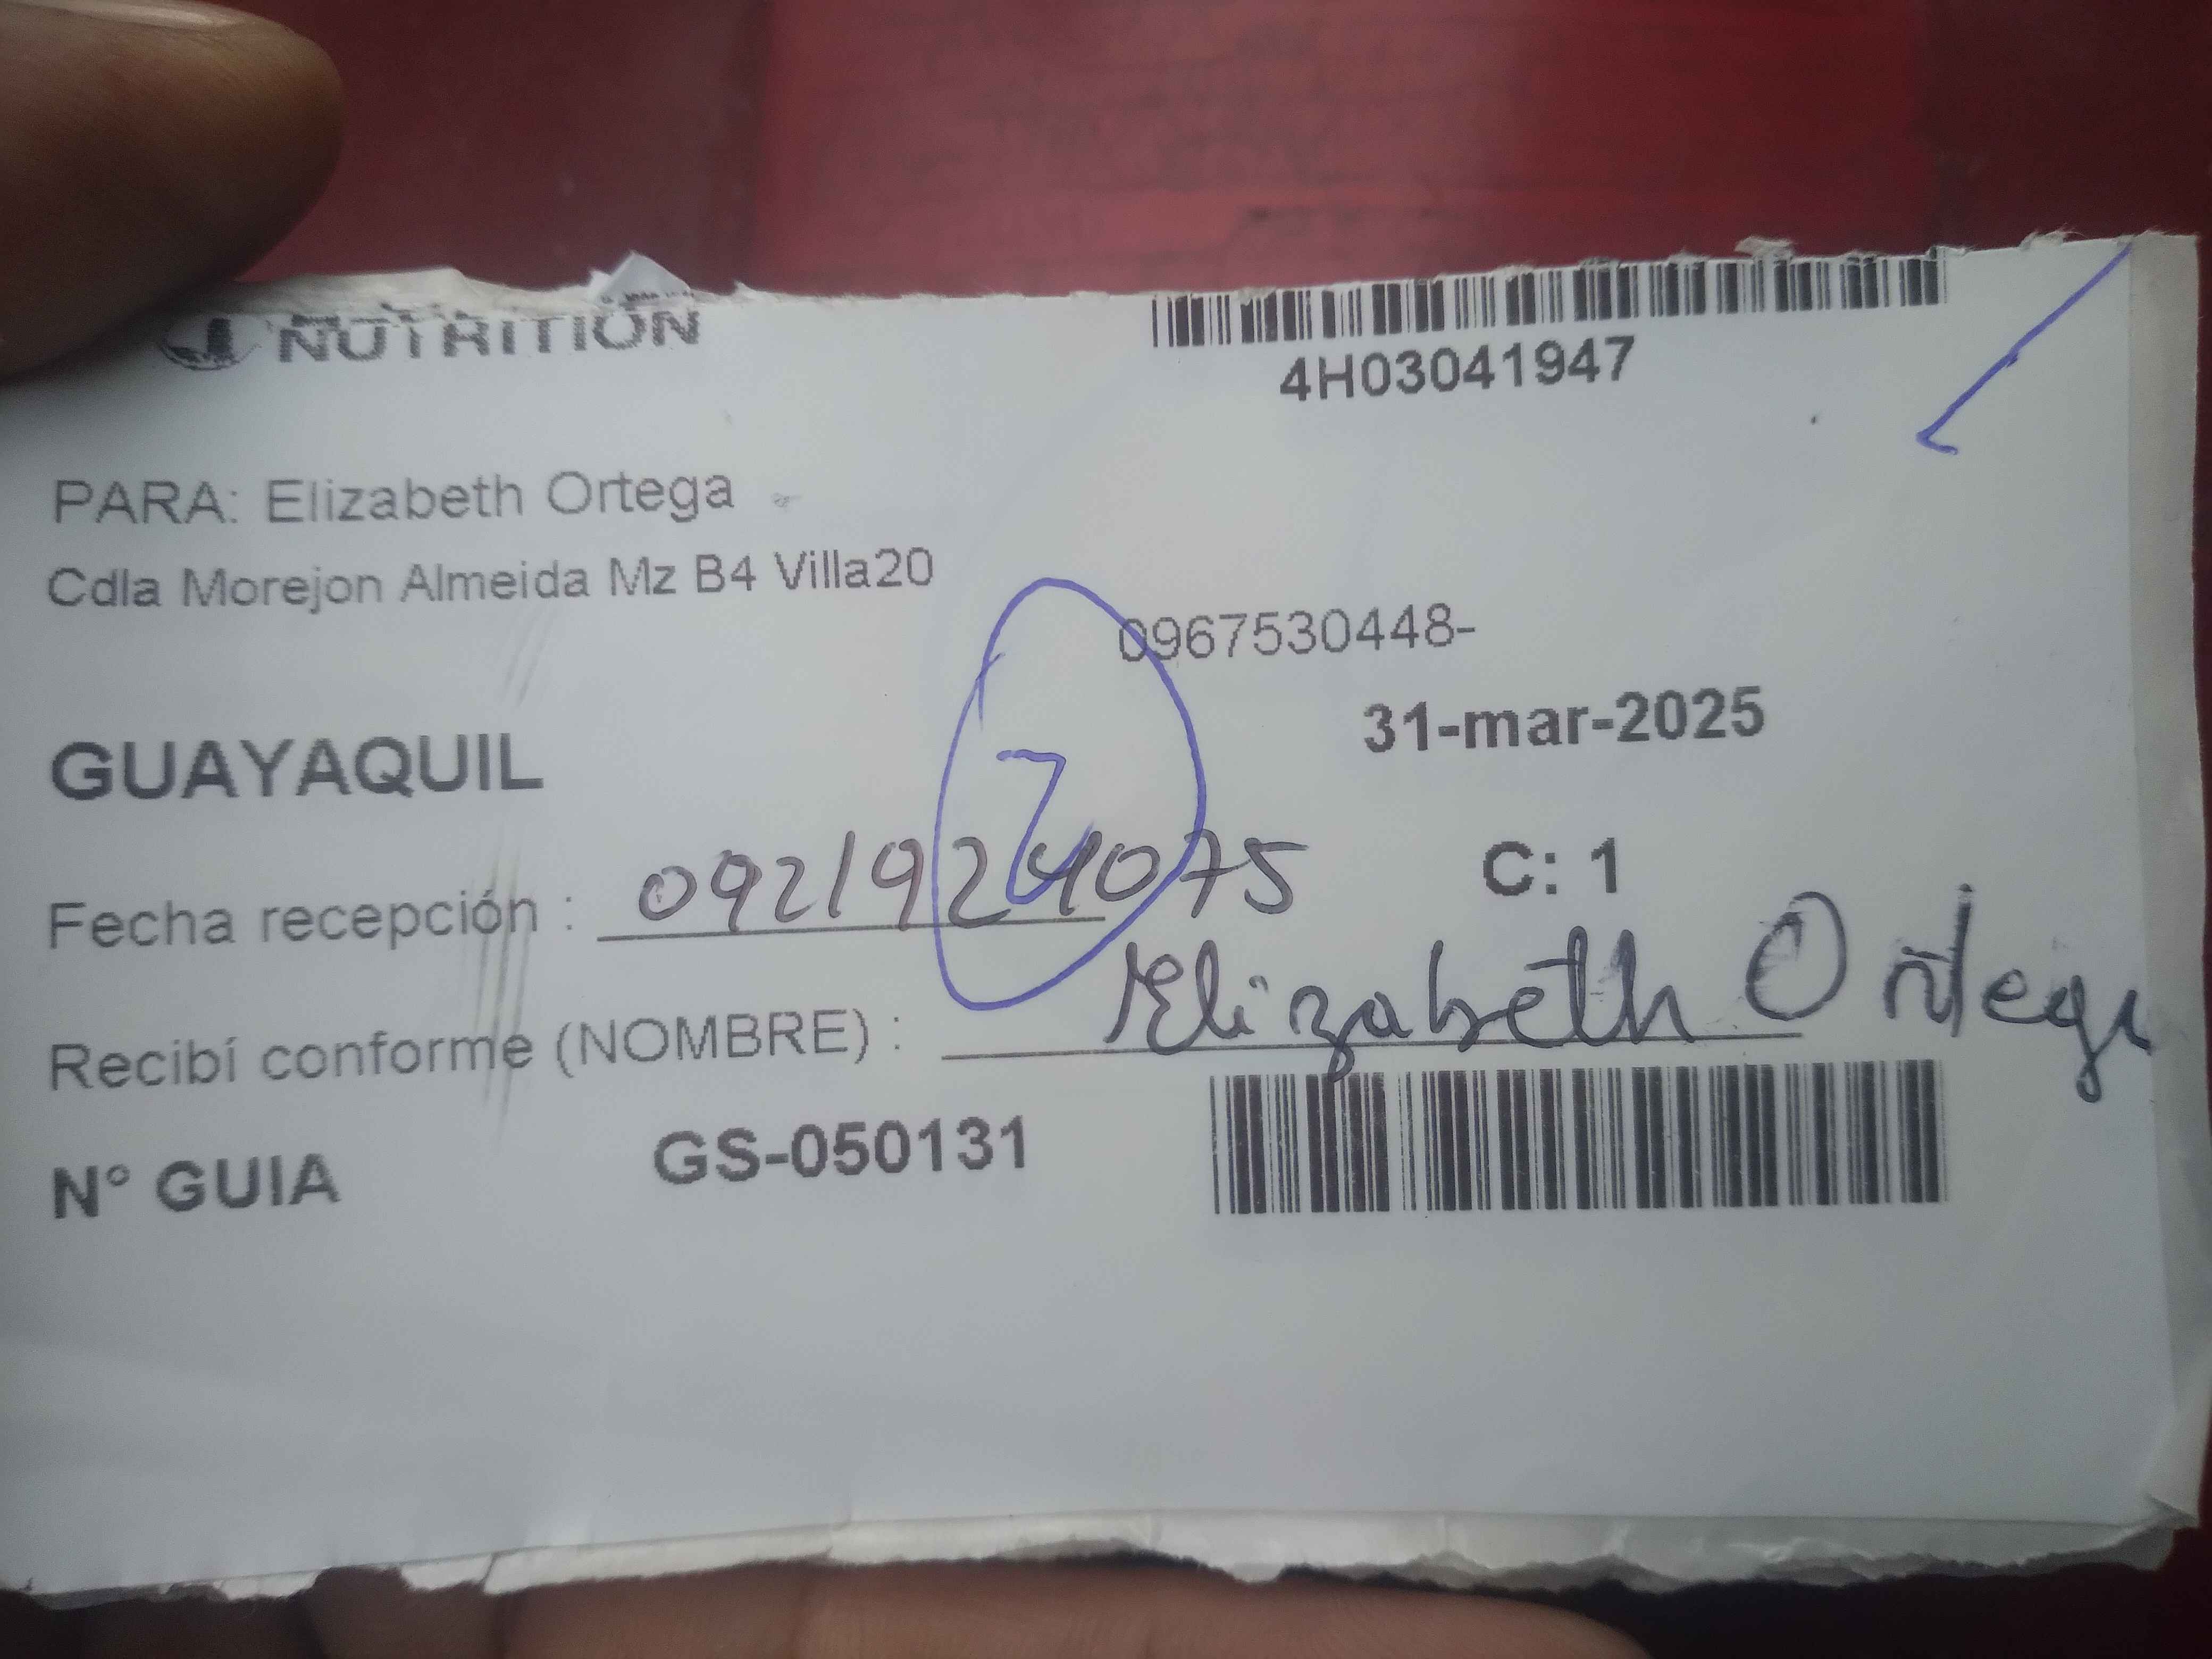 NUTRITION
4H03041947
PARA: Elizabeth Ortega
Cdla Morejon Almeida Mz B4 Villa20
0967530448-
31-mar-2025
GUAYAQUIL
7
C: 1
Fecha recepción : 0921924075
Recibí conforme (NOMBRE) : Elizabeth Ortega
N° GUIA GS-050131